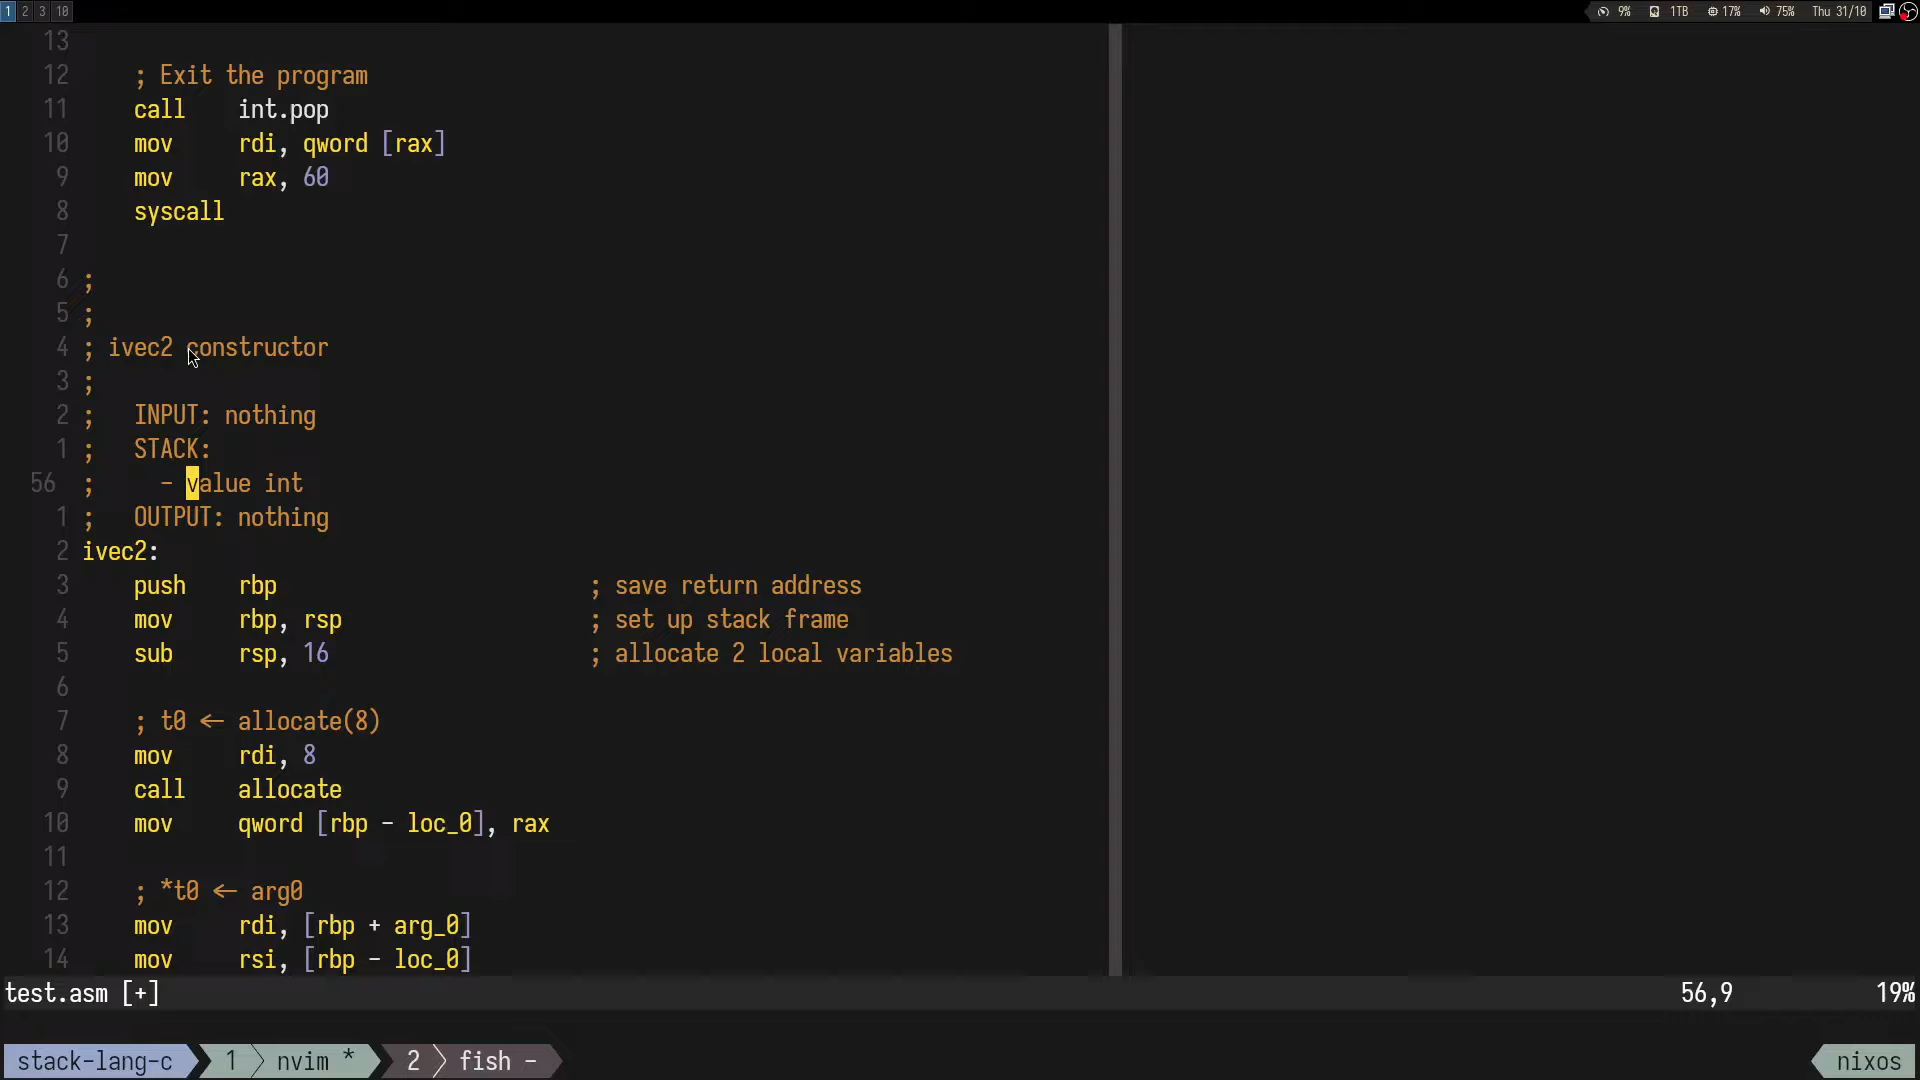 1 2 3 10 9% 1TB 17% 75% Thu 31/10
13
12 ; Exit the program
11 call int.pop
10 mov rdi, qword [rax]
9 mov rax, 60
8 syscall
7
6 ;
5 ;
4 ; ivec2 constructor
3 ;
2 ; INPUT: nothing
1 ; STACK:
56 ; - value int
1 ; OUTPUT: nothing
2 ivec2:
3 push rbp ; save return address
4 mov rbp, rsp ; set up stack frame
5 sub rsp, 16 ; allocate 2 local variables
6
7 ; t0 <- allocate(8)
8 mov rdi, 8
9 call allocate
10 mov qword [rbp - loc_0], rax
11
12 ; *t0 <- arg0
13 mov rdi, [rbp + arg_0]
14 mov rsi, [rbp - loc_0]
test.asm [+] 56,9 19%
stack-lang-c 1 nvim * 2 fish - nixos